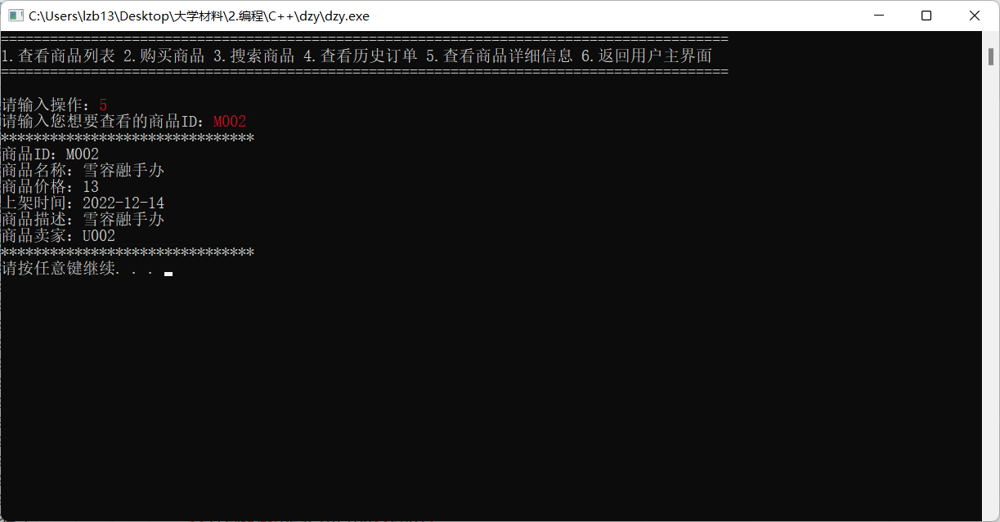 C:\Users\lzb13\Desktop\大学材料\2.编程\C++\dzy\dzy.exe
=========================================================================================
1.查看商品列表 2.购买商品 3.搜索商品 4.查看历史订单 5.查看商品详细信息 6.返回用户主界面
=========================================================================================
请输入操作：5
请输入您想要查看的商品ID：M002
*******************************
商品ID：M002
商品名称：雪容融手办
商品价格：13
上架时间：2022-12-14
商品描述：雪容融手办
商品卖家：U002
*******************************
请按任意键继续. . .